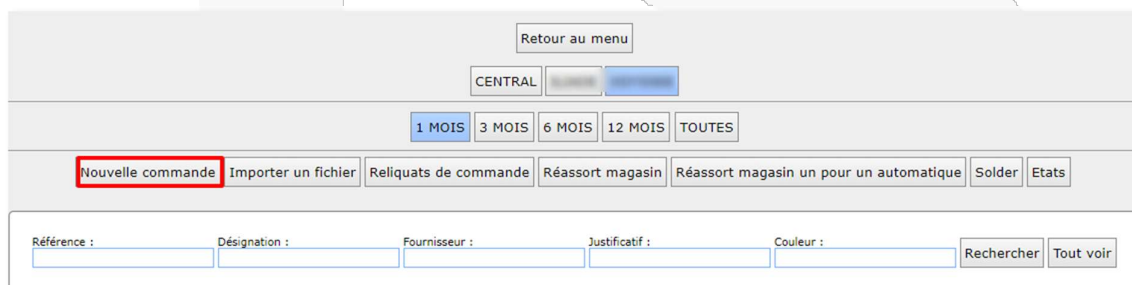 Retour au menu
CENTRAL
1 MOIS 3 MOIS 6 MOIS 12 MOIS TOUTES
Nouvelle commande Importer un fichier Reliquats de commande Réassort magasin Réassort magasin un pour un automatique Solder Etats
Référence : Désignation : Fournisseur : Justificatif : Couleur :
Rechercher Tout voir